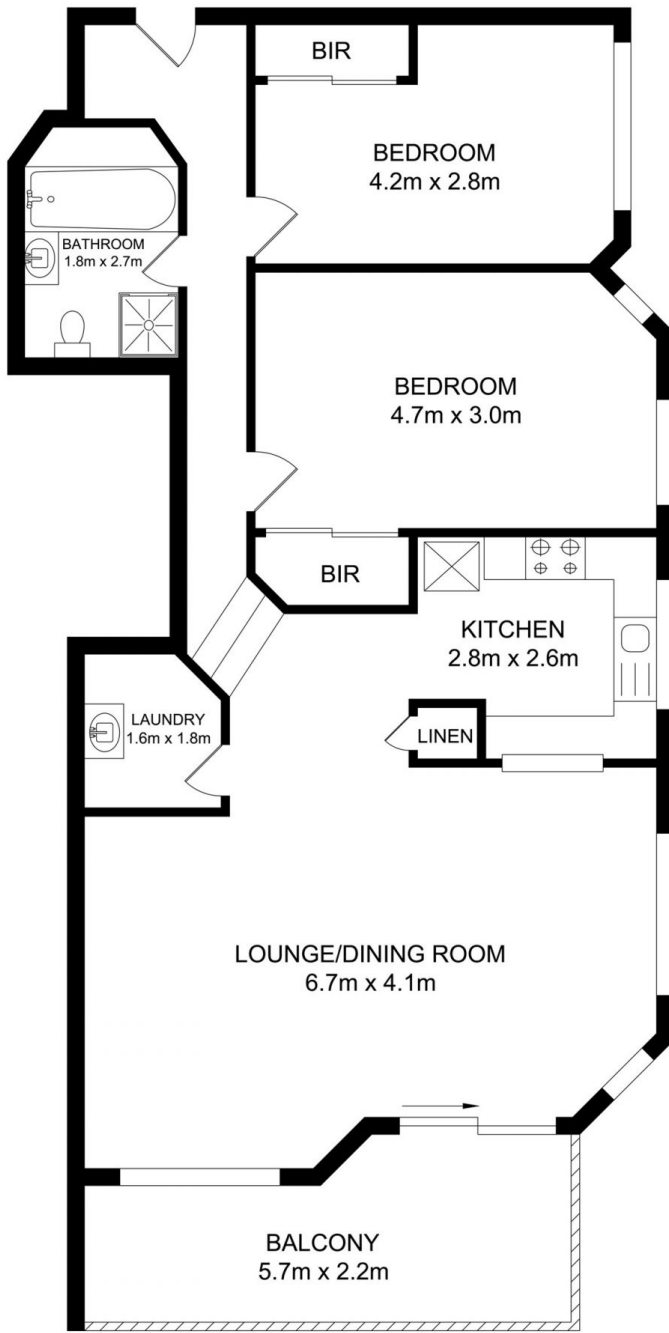 BIR
BEDROOM
4.2m x 2.8m
BATHROOM
1.8m x 2.7m
BEDROOM
4.7m x 3.0m
BIR
KITCHEN
2.8m x 2.6m
LAUNDRY
1.6m x 1.8m
LINEN
LOUNGE/DINING ROOM
6.7m x 4.1m
BALCONY
5.7m x 2.2m